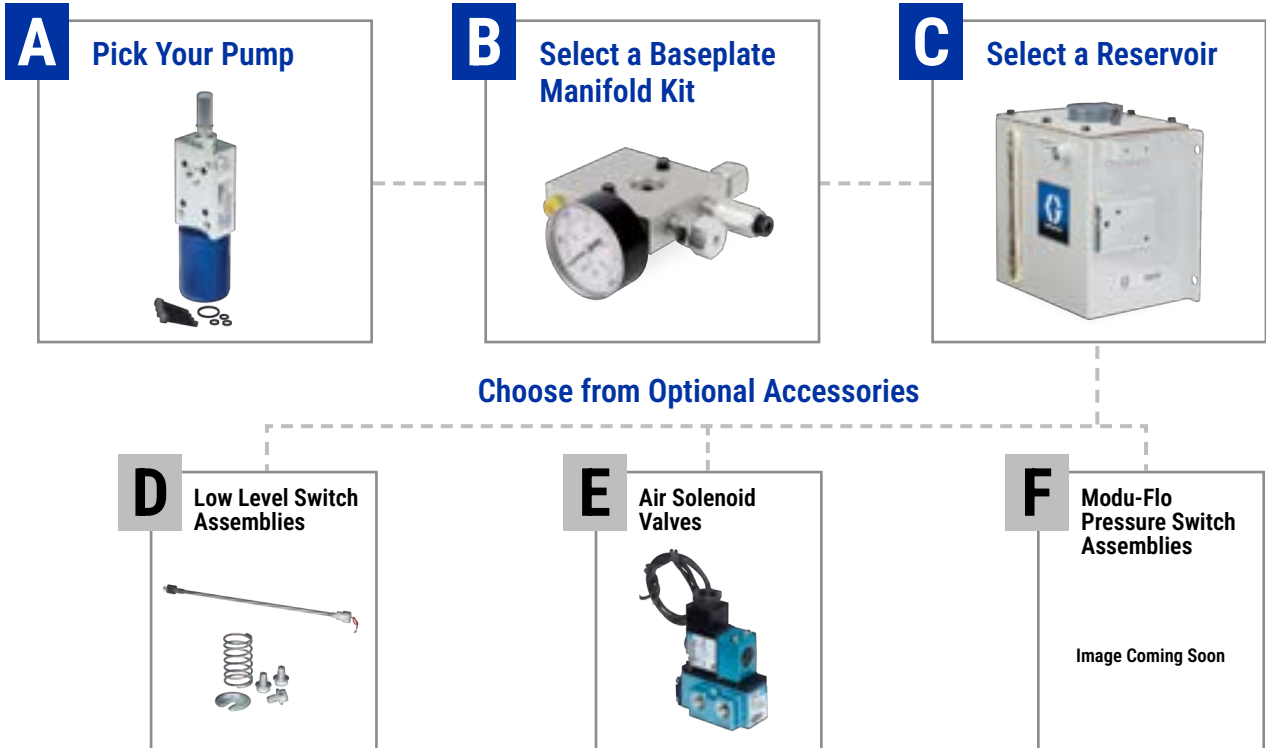 A
Pick Your Pump
B
Select a Baseplate
Manifold Kit
C
Select a Reservoir
Choose from Optional Accessories
D
Low Level Switch
Assemblies
E
Air Solenoid
Valves
F
Modu-Flo
Pressure Switch
Assemblies
Image Coming Soon